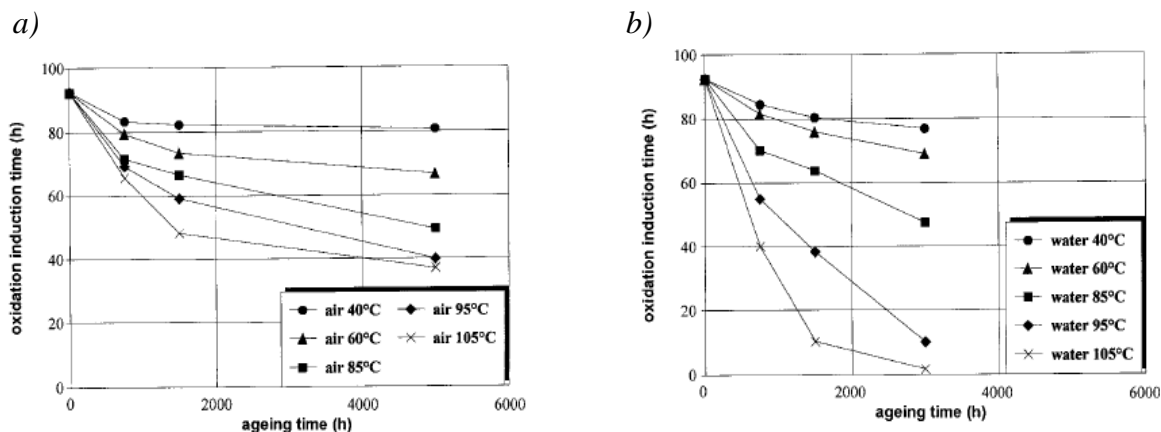 a)
100
80
60
40
20
0
oxidation induction time (h)
0 2000 4000 6000
ageing time (h)
air 40°C
air 60°C
air 85°C
air 95°C
air 105°C
b)
100
80
60
40
20
0
oxidation induction time (h)
0 2000 4000 6000
ageing time (h)
water 40°C
water 60°C
water 85°C
water 95°C
water 105°C